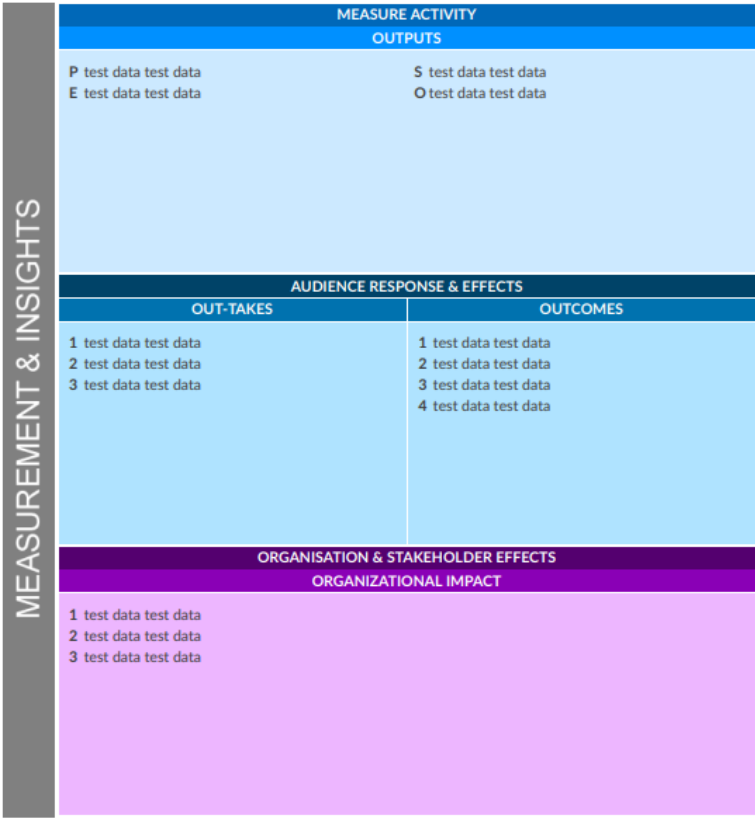 MEASUREMENT & INSIGHTS
MEASURE ACTIVITY
OUTPUTS
P test data test data
E test data test data
S test data test data
O test data test data
AUDIENCE RESPONSE & EFFECTS
OUT-TAKES
1 test data test data
2 test data test data
3 test data test data
OUTCOMES
1 test data test data
2 test data test data
3 test data test data
4 test data test data
ORGANISATION & STAKEHOLDER EFFECTS
ORGANIZATIONAL IMPACT
1 test data test data
2 test data test data
3 test data test data